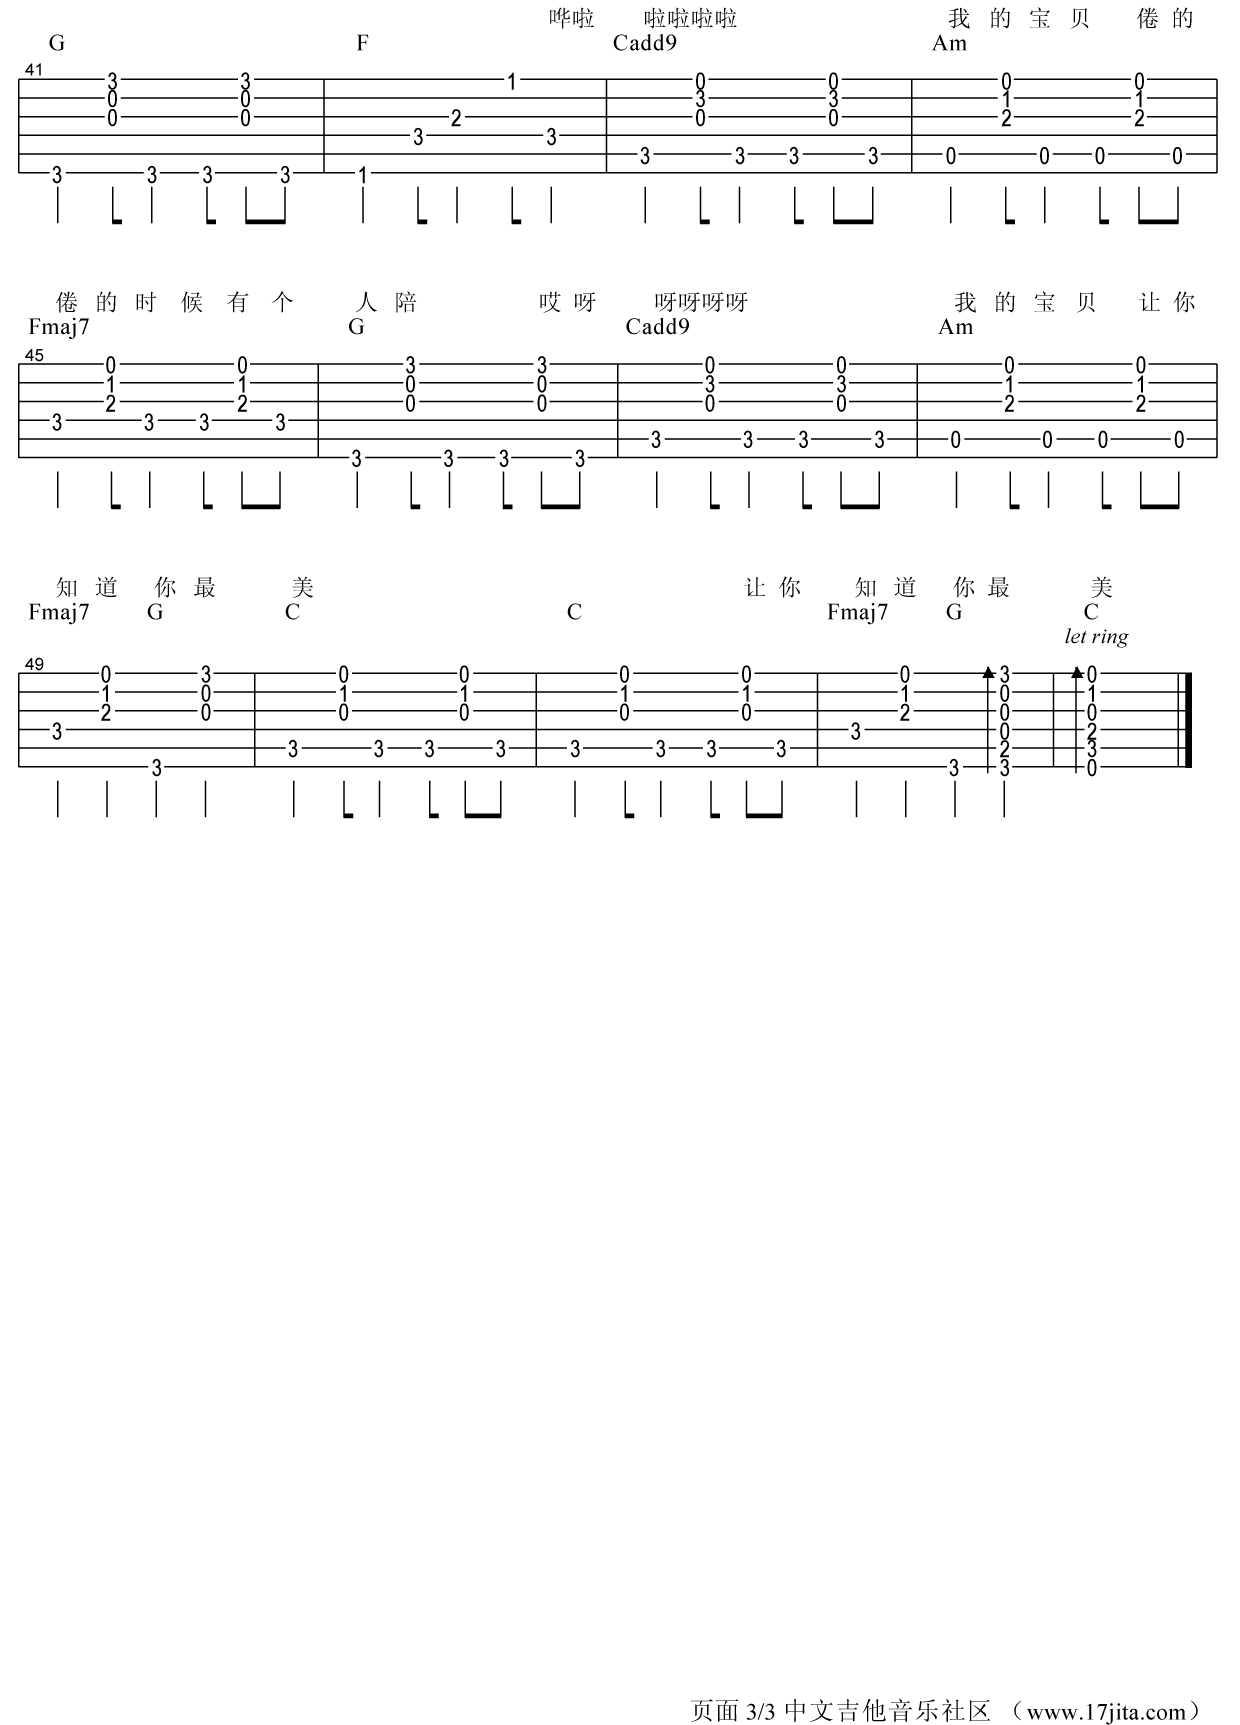 哗啦 啦啦啦啦 我的宝贝 倦的
G F Cadd9 Am
41
3 3 1 0 0 0 0
0 0 3 3 1 1
0 0 2 0 0 2 2
3 3
3 3 3 3 0 0 0 0
3 3 3 3 1
倦的时候有个 人陪 哎呀 呀呀呀呀 我的宝贝 让你
Fmaj7 G Cadd9 Am
45
0 0 3 3 0 0 0 0
1 1 0 0 3 3 1 1
2 2 0 0 0 0 2 2
3 3 3 3
3 3 3 3 0 0 0 0
3 3 3 3
知道 你最 美 让你 知道 你最 美
Fmaj7 G C C Fmaj7 G C
let ring
49
0 3 0 0 0 0 0 3 0
1 0 1 1 1 1 1 0 1
2 0 0 0 0 0 2 0 0
3 3 0 2
3 3 3 3 3 3 3 3 2 3
3 3 3 0
页面 3/3 中文吉他音乐社区 （www.17jita.com）